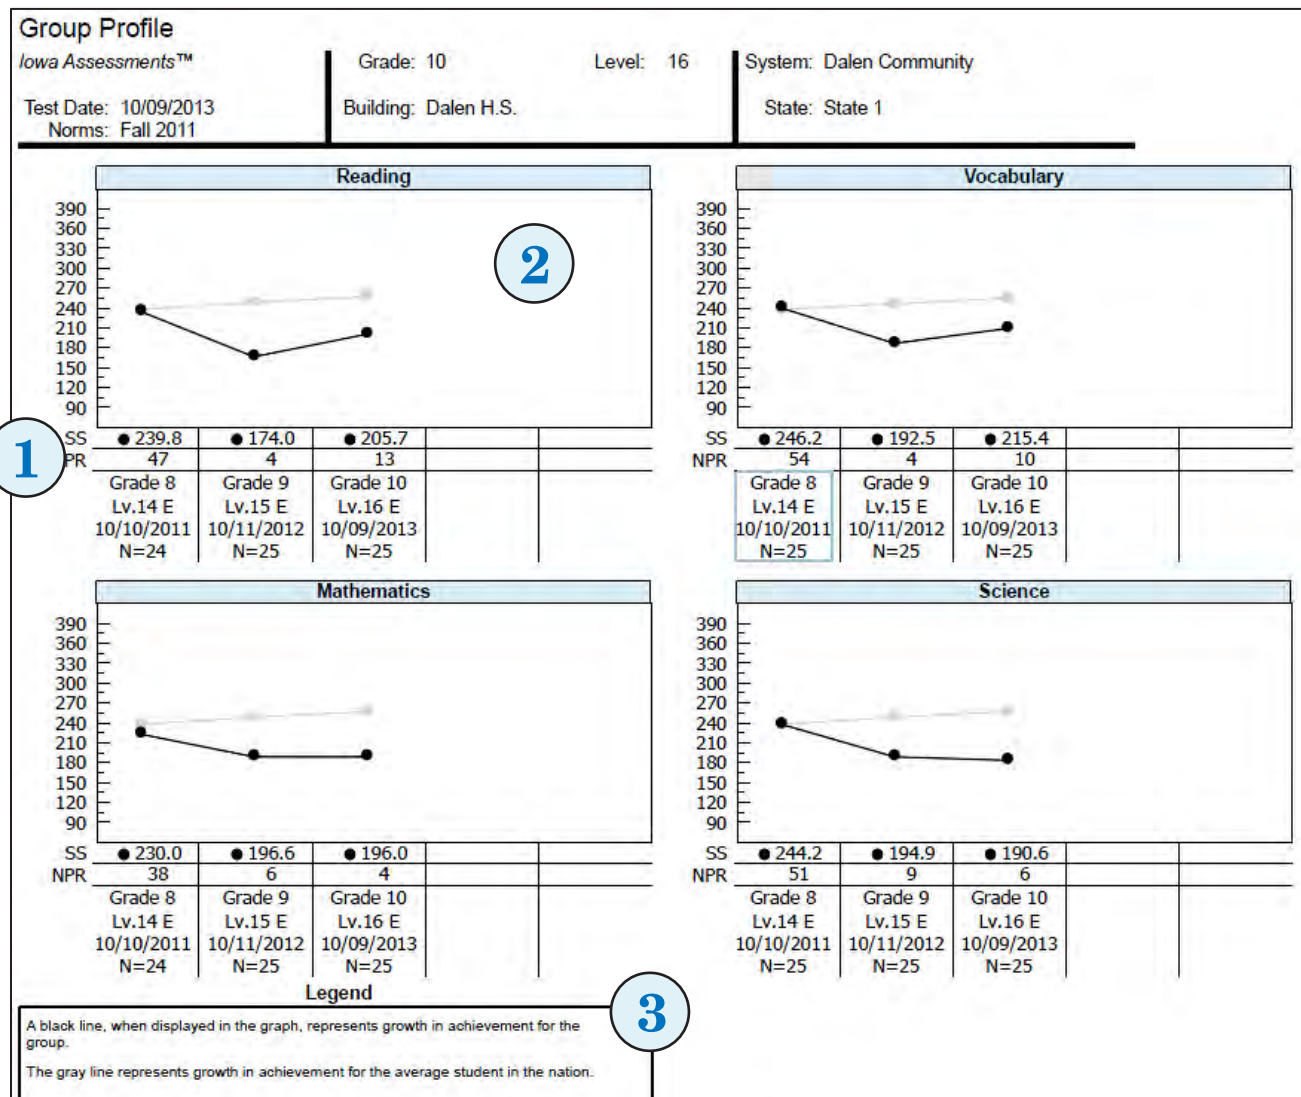 Group Profile
Iowa Assessments™
Grade: 10
Level: 16
System: Dalen Community
Test Date: 10/09/2013
Building: Dalen H.S.
State: State 1
Norms: Fall 2011
Reading
390
360
330
300
270
240
210
180
150
120
90
2
1
SS 239.8 174.0 205.7
PR 47 4 13
Grade 8 Grade 9 Grade 10
Lv.14 E Lv.15 E Lv.16 E
10/10/2011 10/11/2012 10/09/2013
N=24 N=25 N=25
Vocabulary
390
360
330
300
270
240
210
180
150
120
90
SS 246.2 192.5 215.4
NPR 54 4 10
Grade 8 Grade 9 Grade 10
Lv.14 E Lv.15 E Lv.16 E
10/10/2011 10/11/2012 10/09/2013
N=25 N=25 N=25
Mathematics
390
360
330
300
270
240
210
180
150
120
90
SS 230.0 196.6 196.0
NPR 38 6 4
Grade 8 Grade 9 Grade 10
Lv.14 E Lv.15 E Lv.16 E
10/10/2011 10/11/2012 10/09/2013
N=24 N=25 N=25
Science
390
360
330
300
270
240
210
180
150
120
90
SS 244.2 194.9 190.6
NPR 51 9 6
Grade 8 Grade 9 Grade 10
Lv.14 E Lv.15 E Lv.16 E
10/10/2011 10/11/2012 10/09/2013
N=25 N=25 N=25
Legend
3
A black line, when displayed in the graph, represents growth in achievement for the
group.
The gray line represents growth in achievement for the average student in the nation.